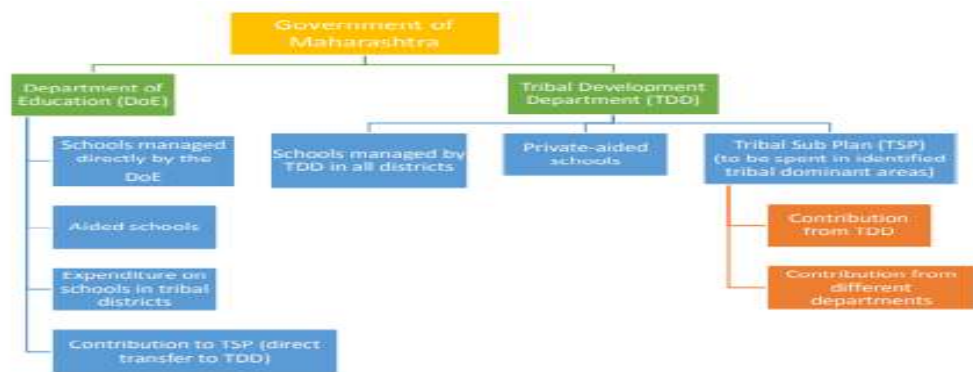 Government of
Maharashtra
Department of
Education (DoE)
Schools managed
directly by the
DoE
Aided schools
Expenditure on
schools in tribal
districts
Contribution to TSP (direct
transfer to TDD)
Tribal Development
Department (TDD)
Schools managed by
TDD in all districts
Private-aided
schools
Tribal Sub Plan (TSP)
(to be spent in identified
tribal dominant areas)
Contribution
from TDD
Contribution from
different
departments